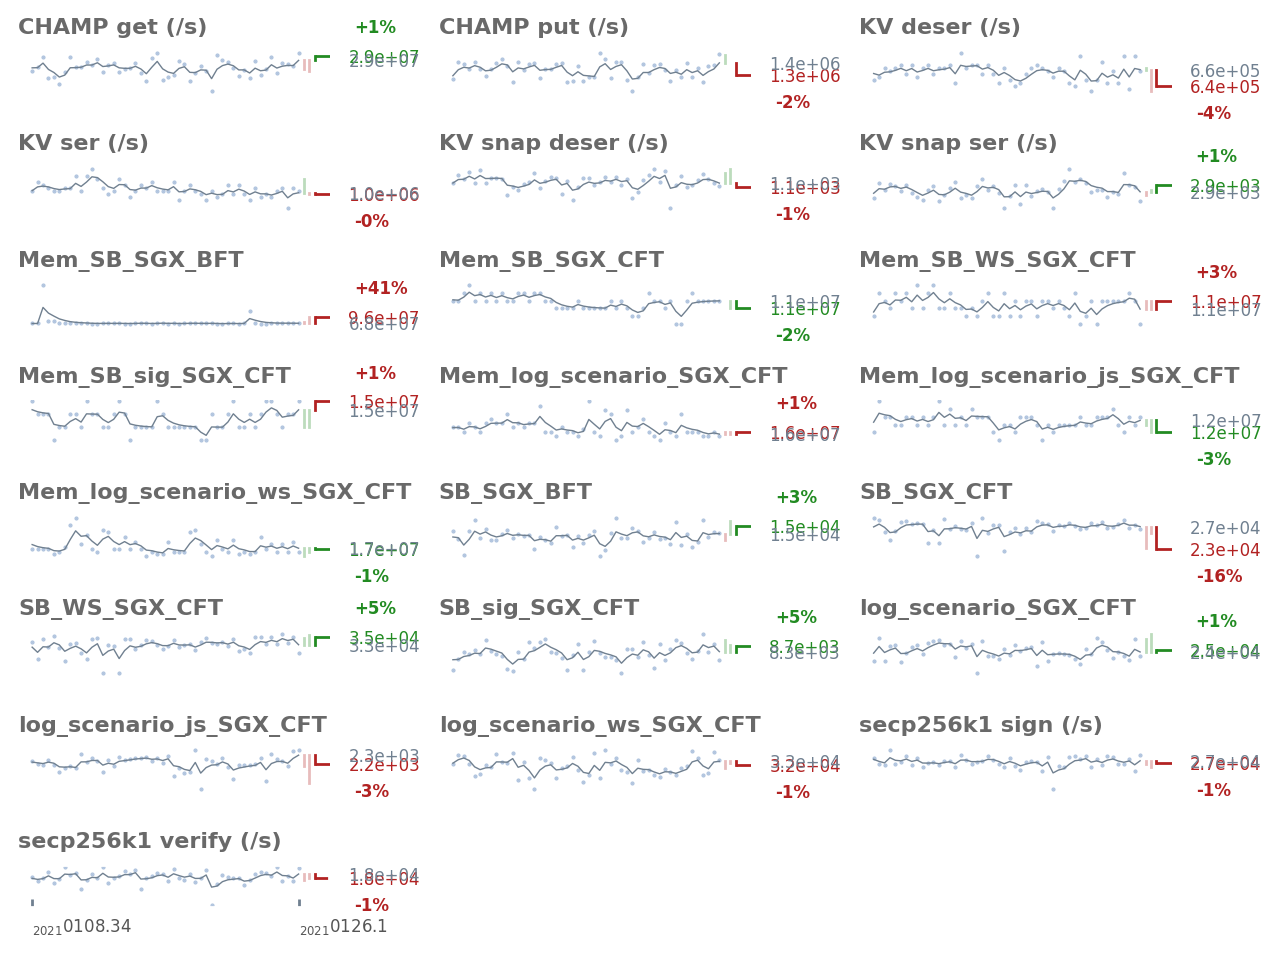 CHAMP get (/s)
+1%
2.9e+07
2.9e+07
CHAMP put (/s)
1.4e+06
1.3e+06
-2%
KV deser (/s)
6.6e+05
6.4e+05
-4%
KV ser (/s)
1.0e+06
-0%
KV snap deser (/s)
1.1e+03
1.1e+03
-1%
KV snap ser (/s)
+1%
2.9e+03
2.9e+03
Mem_SB_SGX_BFT
+41%
9.6e+07
6.8e+07
Mem_SB_SGX_CFT
1.1e+07
1.1e+07
-2%
Mem_SB_WS_SGX_CFT
+3%
1.1e+07
1.1e+07
Mem_SB_sig_SGX_CFT
+1%
1.5e+07
1.5e+07
Mem_log_scenario_SGX_CFT
+1%
1.6e+07
1.6e+07
Mem_log_scenario_js_SGX_CFT
1.2e+07
1.2e+07
-3%
Mem_log_scenario_ws_SGX_CFT
1.7e+07
-1%
SB_SGX_BFT
+3%
1.5e+04
1.5e+04
SB_SGX_CFT
2.7e+04
2.3e+04
-16%
SB_WS_SGX_CFT
+5%
3.5e+04
3.3e+04
SB_sig_SGX_CFT
+5%
8.7e+03
8.3e+03
log_scenario_SGX_CFT
+1%
2.5e+04
2.4e+04
log_scenario_js_SGX_CFT
2.3e+03
2.2e+03
-3%
log_scenario_ws_SGX_CFT
3.3e+04
3.2e+04
-1%
secp256k1 sign (/s)
2.7e+04
2.7e+04
-1%
secp256k1 verify (/s)
1.8e+04
1.8e+04
-1%
20210108.34
20210126.1